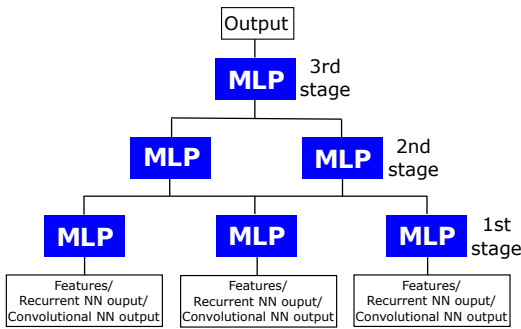 Output
MLP
3rd
stage
MLP
MLP
2nd
stage
MLP
MLP
MLP
1st
stage
Features/
Recurrent NN ouput/
Convolutional NN output
Features/
Recurrent NN ouput/
Convolutional NN output
Features/
Recurrent NN ouput/
Convolutional NN output